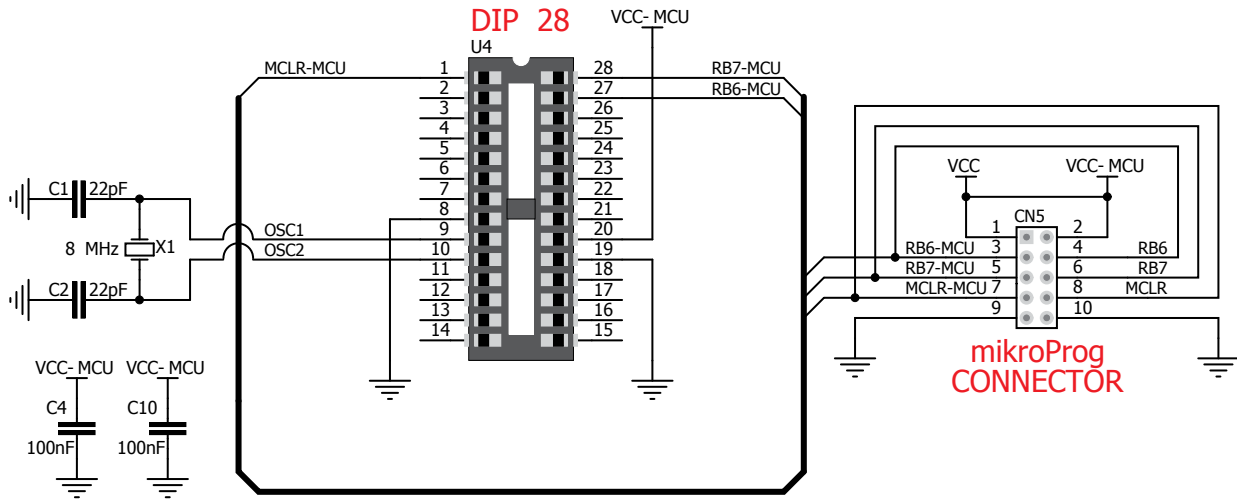 DIP 28
VCC-MCU
U4
MCLR-MCU
1
2
3
4
5
6
7
8
9
10
11
12
13
14
28
27
26
25
24
23
22
21
20
19
18
17
16
15
RB7-MCU
RB6-MCU
C1
22pF
8 MHz
X1
C2
22pF
OSC1
OSC2
VCC
VCC-MCU
CN5
1
2
RB6-MCU
3
4
RB6
RB7-MCU
5
6
RB7
MCLR-MCU
7
8
MCLR
9
10
mikroProg
CONNECTOR
VCC-MCU
VCC-MCU
C4
C10
100nF
100nF